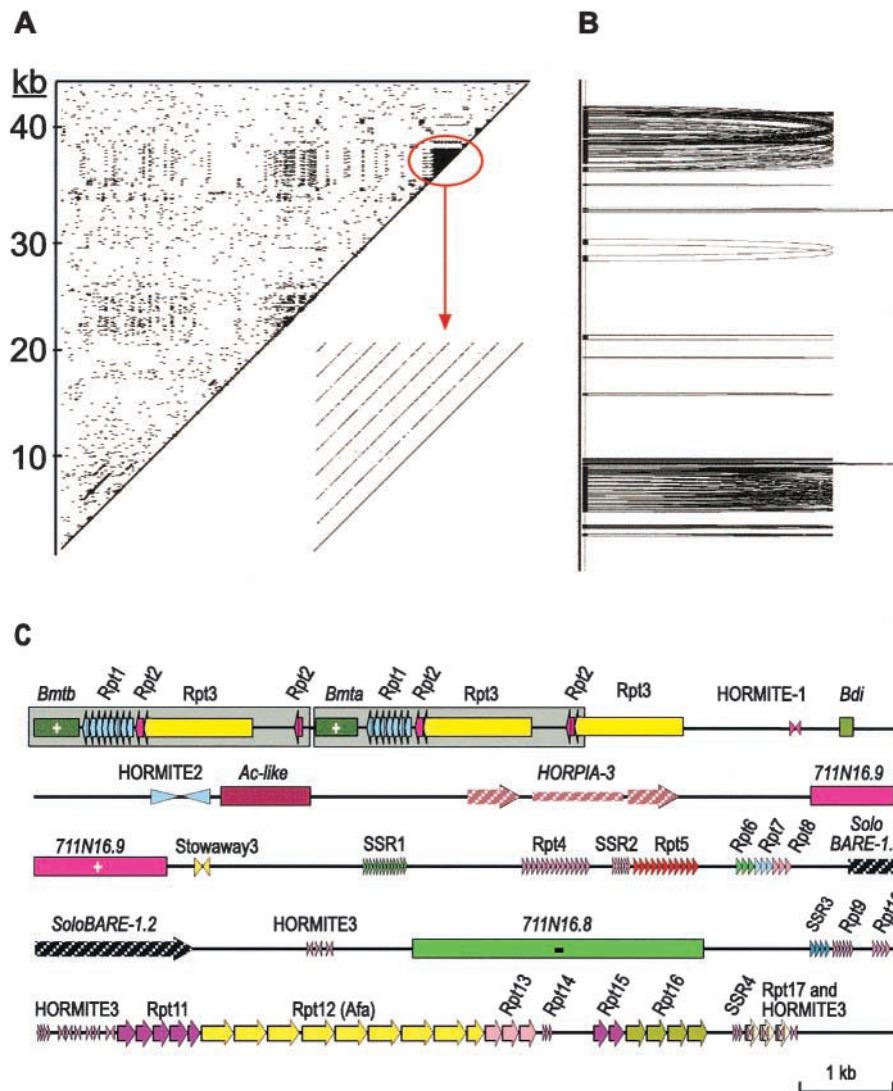 A
B
kb
40
30
20
10
C
Bmtb
Rpt1
Rpt2
Rpt3
Rpt2
Bmta
Rpt1
Rpt2
Rpt3
Rpt2
Rpt3
HORMITE-1
Bdi
+
+
HORMITE2
Ac-like
HORPIA-3
711N16.9
711N16.9
Stowaway3
SSR1
Rpt4
SSR2
Rpt5
Rpt6
Rpt7
Rpt8
Solo
BARE-1.
+
SoloBARE-1.2
HORMITE3
711N16.8
SSR3
Rpt9
-
HORMITE3
Rpt11
Rpt12 (Afa)
Rpt13
Rpt14
Rpt15
Rpt16
SSR4
Rpt17 and
HORMITE3
1 kb